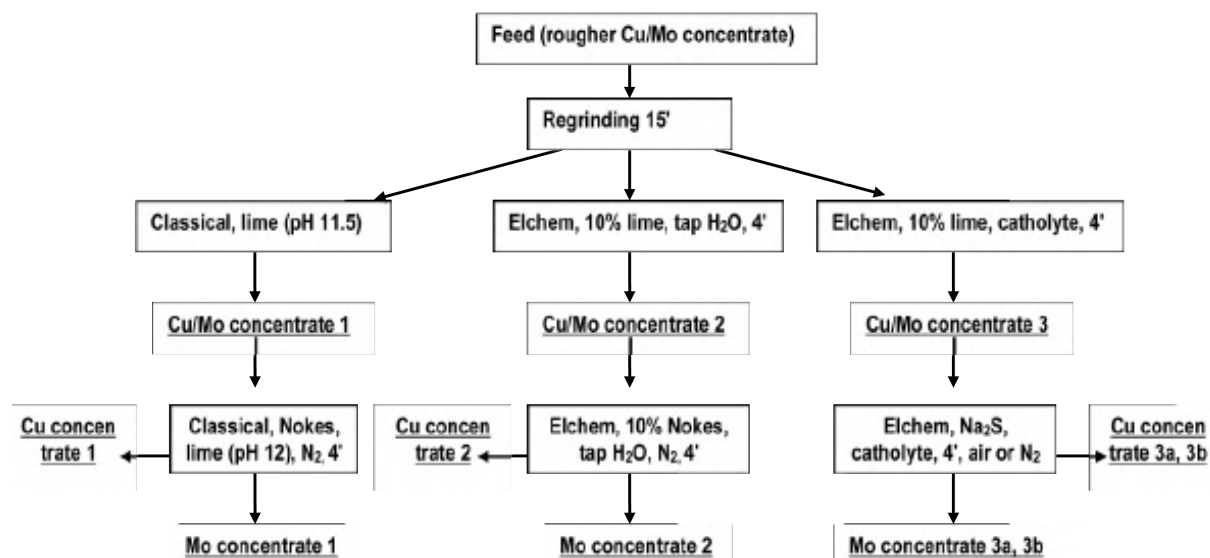 Feed (rougher Cu/Mo concentrate)
Regrinding 15'
Classical, lime (pH 11.5)
Elchem, 10% lime, tap H₂O, 4'
Elchem, 10% lime, catholyte, 4'
Cu/Mo concentrate 1
Cu/Mo concentrate 2
Cu/Mo concentrate 3
Cu concen
trate 1
Classical, Nokes,
lime (pH 12), N₂, 4'
Cu concen
trate 2
Elchem, 10% Nokes,
tap H₂O, N₂, 4'
Elchem, Na₂S,
catholyte, 4', air or N₂
Cu concen
trate 3a, 3b
Mo concentrate 1
Mo concentrate 2
Mo concentrate 3a, 3b